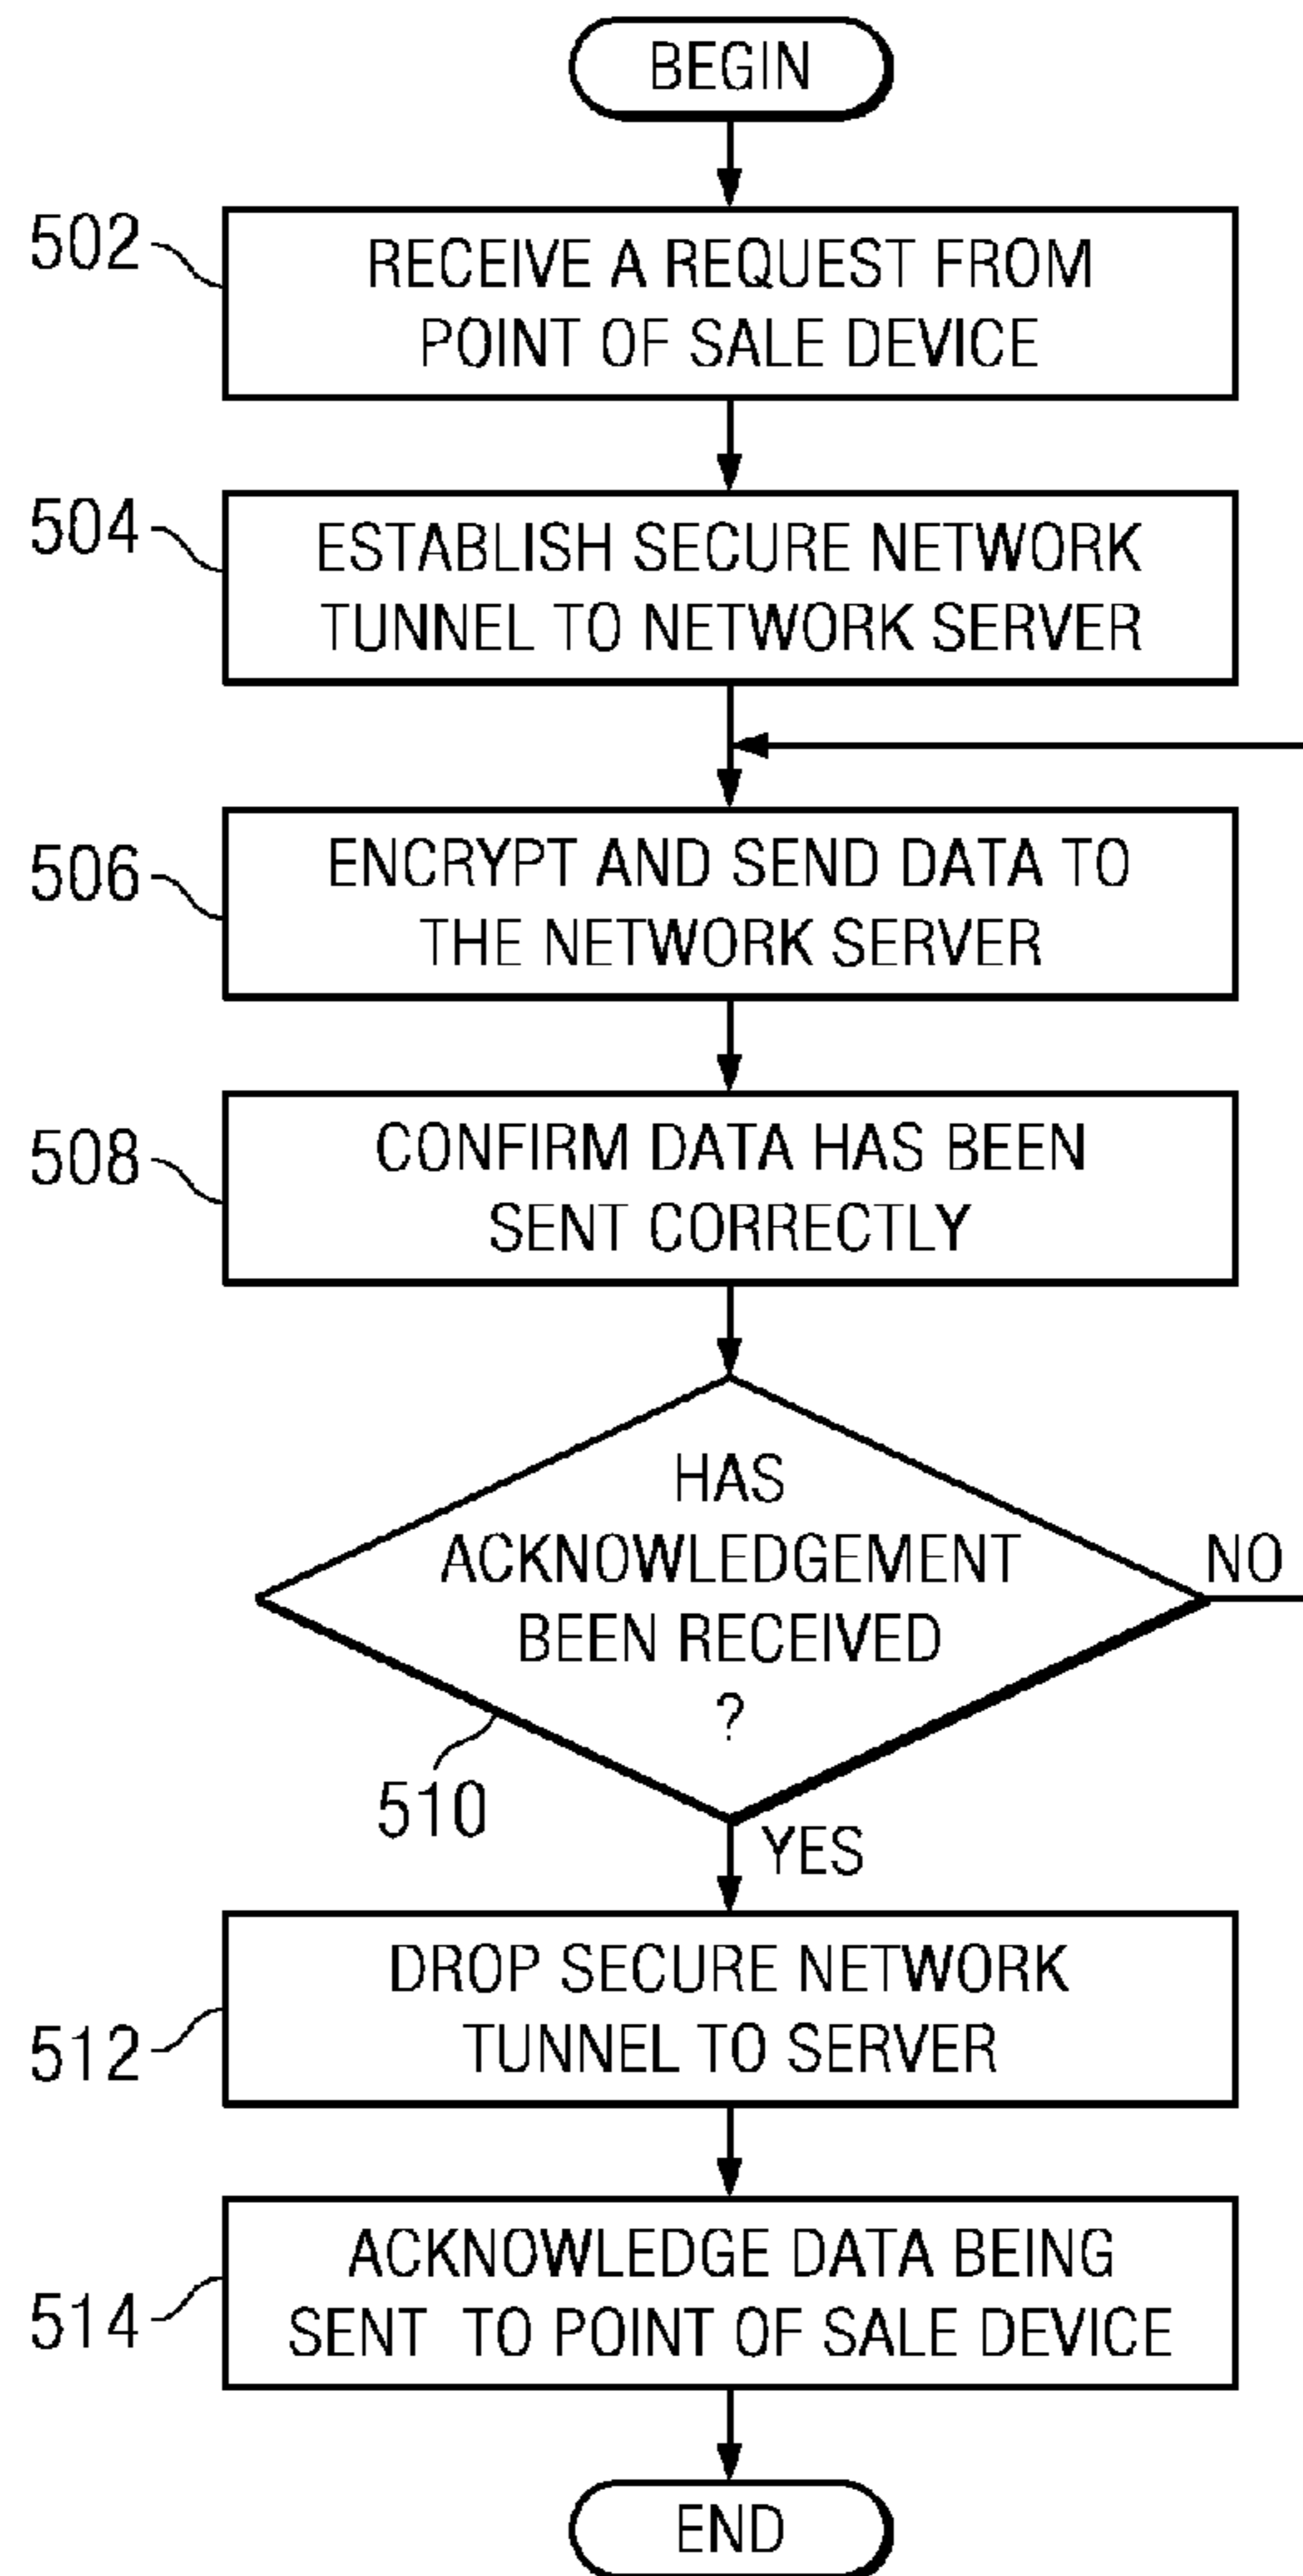 BEGIN
502
RECEIVE A REQUEST FROM
POINT OF SALE DEVICE
504
ESTABLISH SECURE NETWORK
TUNNEL TO NETWORK SERVER
506
ENCRYPT AND SEND DATA TO
THE NETWORK SERVER
508
CONFIRM DATA HAS BEEN
SENT CORRECTLY
HAS
ACKNOWLEDGEMENT
BEEN RECEIVED
?
NO
510
YES
512
DROP SECURE NETWORK
TUNNEL TO SERVER
514
ACKNOWLEDGE DATA BEING
SENT TO POINT OF SALE DEVICE
END